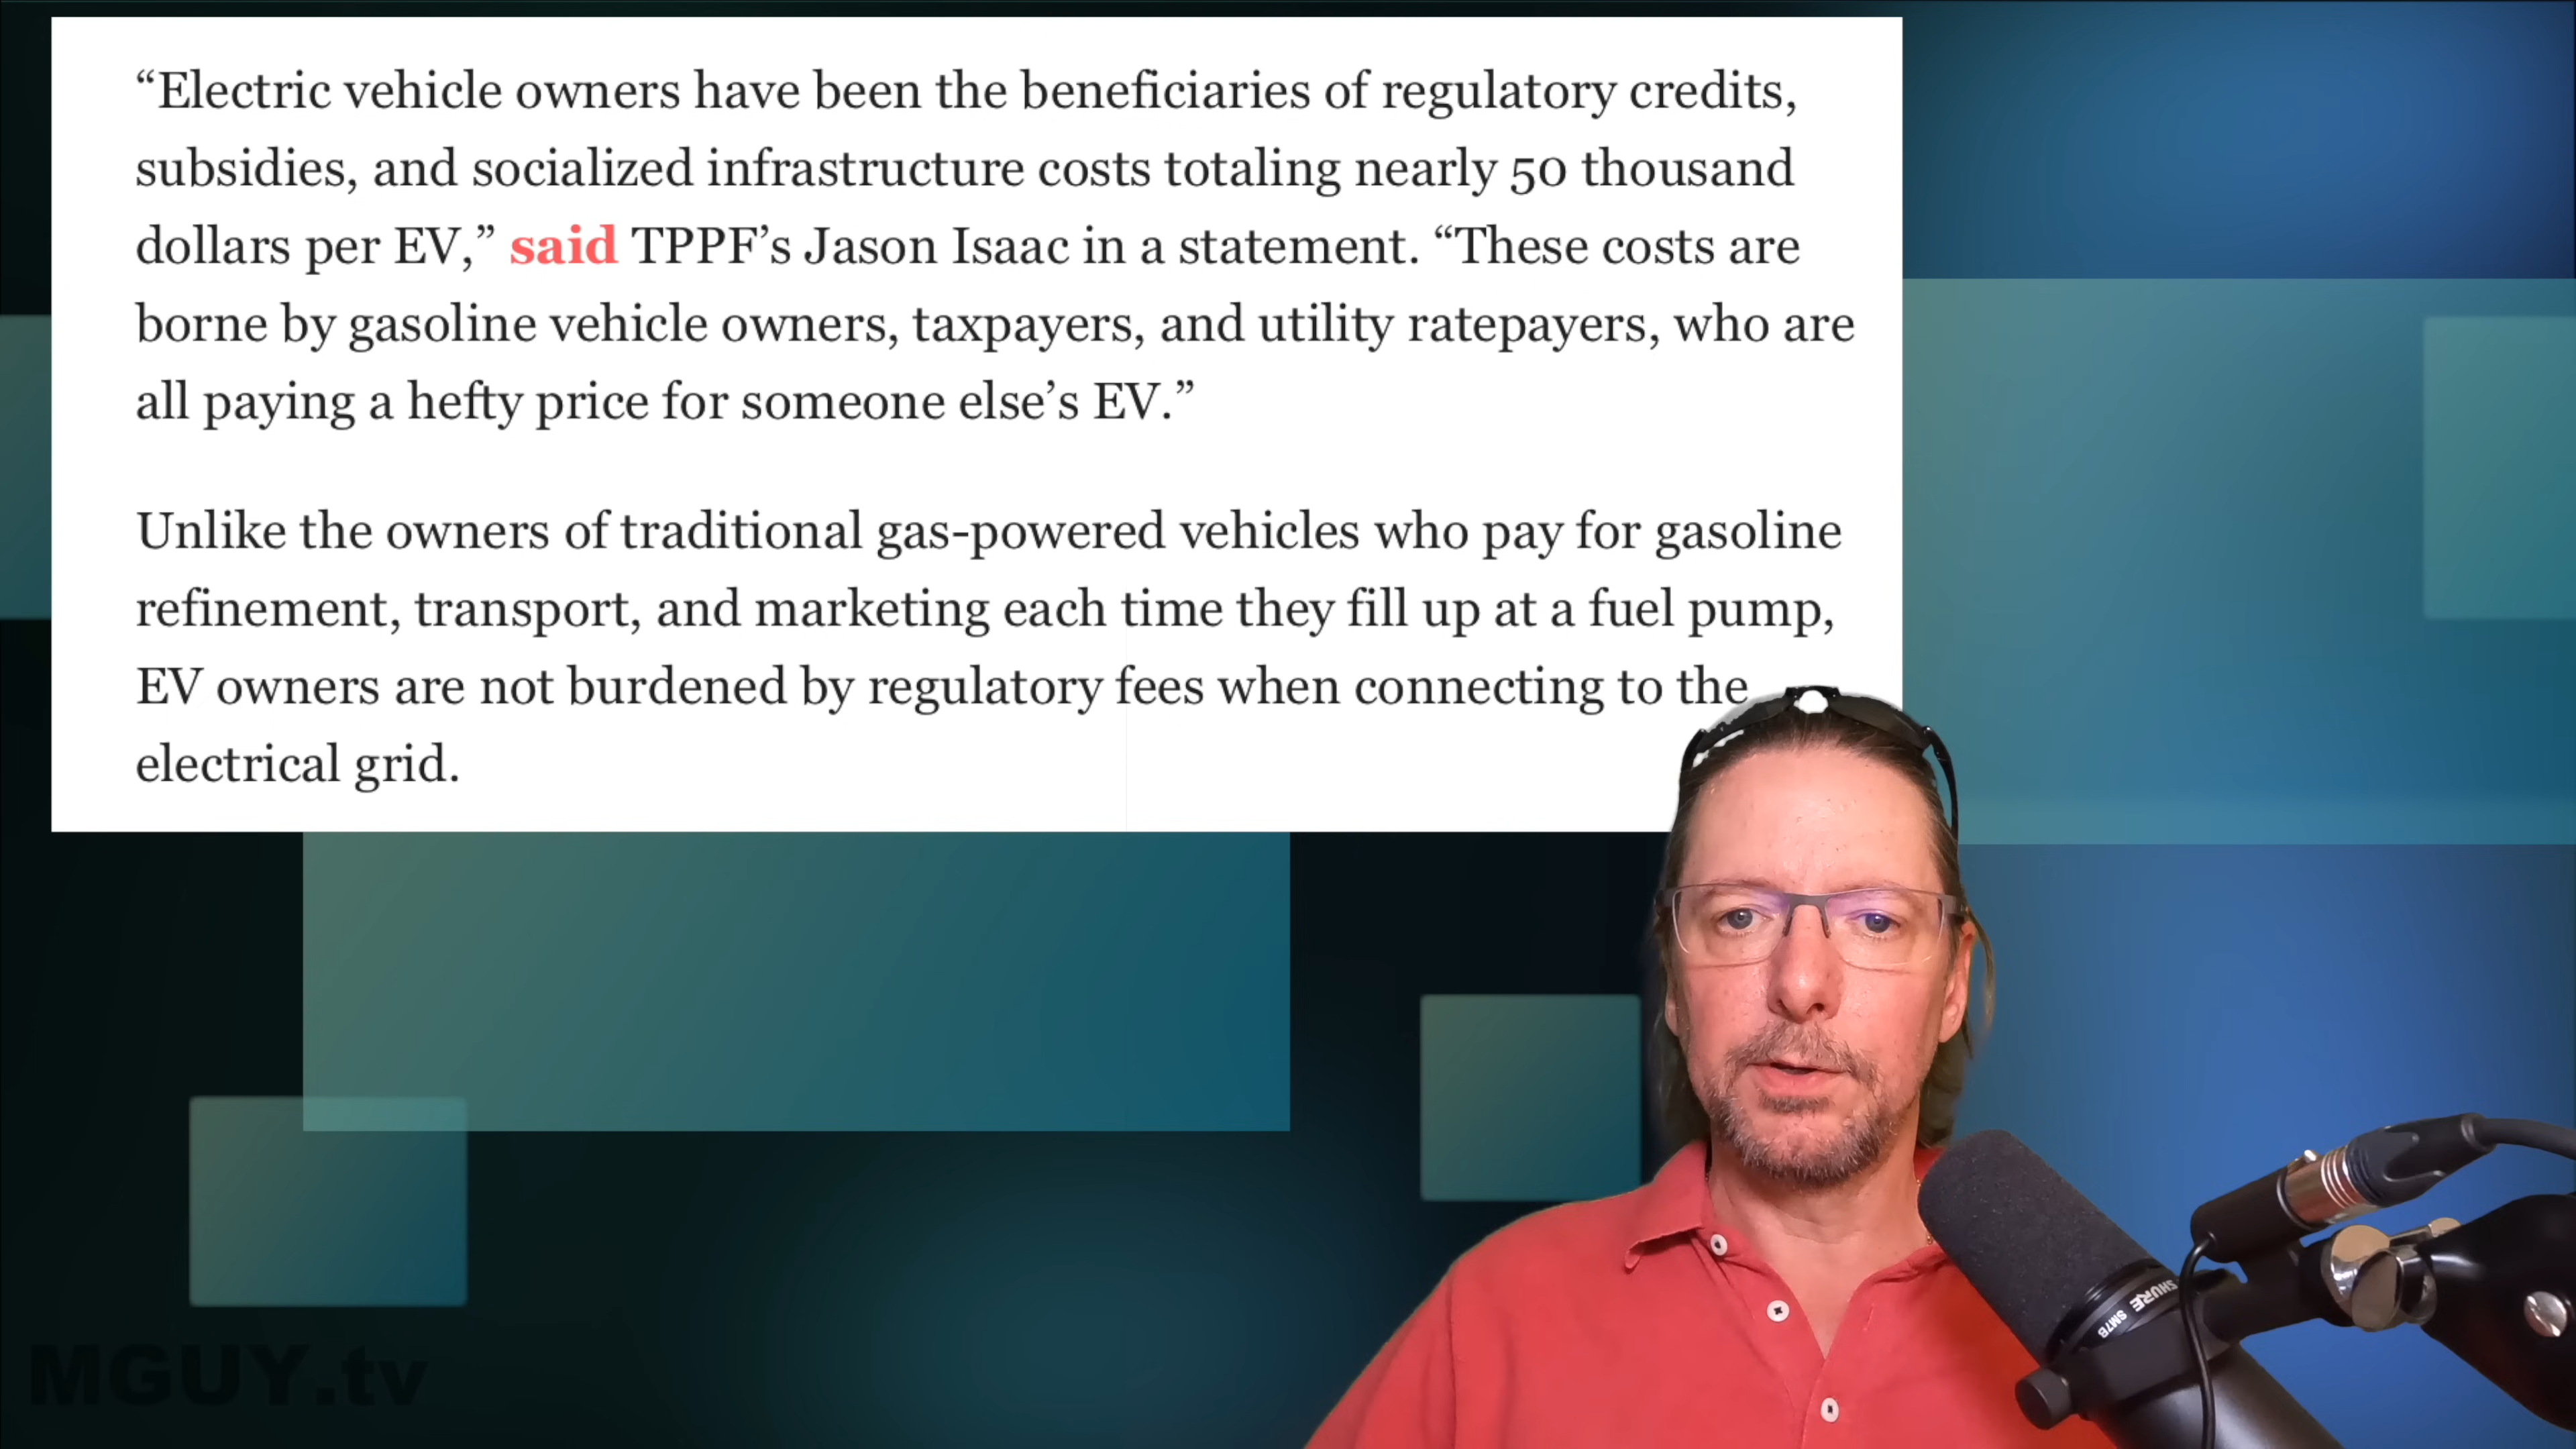 “Electric vehicle owners have been the beneficiaries of regulatory credits,
subsidies, and socialized infrastructure costs totaling nearly 50 thousand
dollars per EV,” said TPPF’s Jason Isaac in a statement. “These costs are
borne by gasoline vehicle owners, taxpayers, and utility ratepayers, who are
all paying a hefty price for someone else’s EV.”
Unlike the owners of traditional gas-powered vehicles who pay for gasoline
refinement, transport, and marketing each time they fill up at a fuel pump,
EV owners are not burdened by regulatory fees when connecting to the
electrical grid.
SHURE
SM7B
MGUY.tv